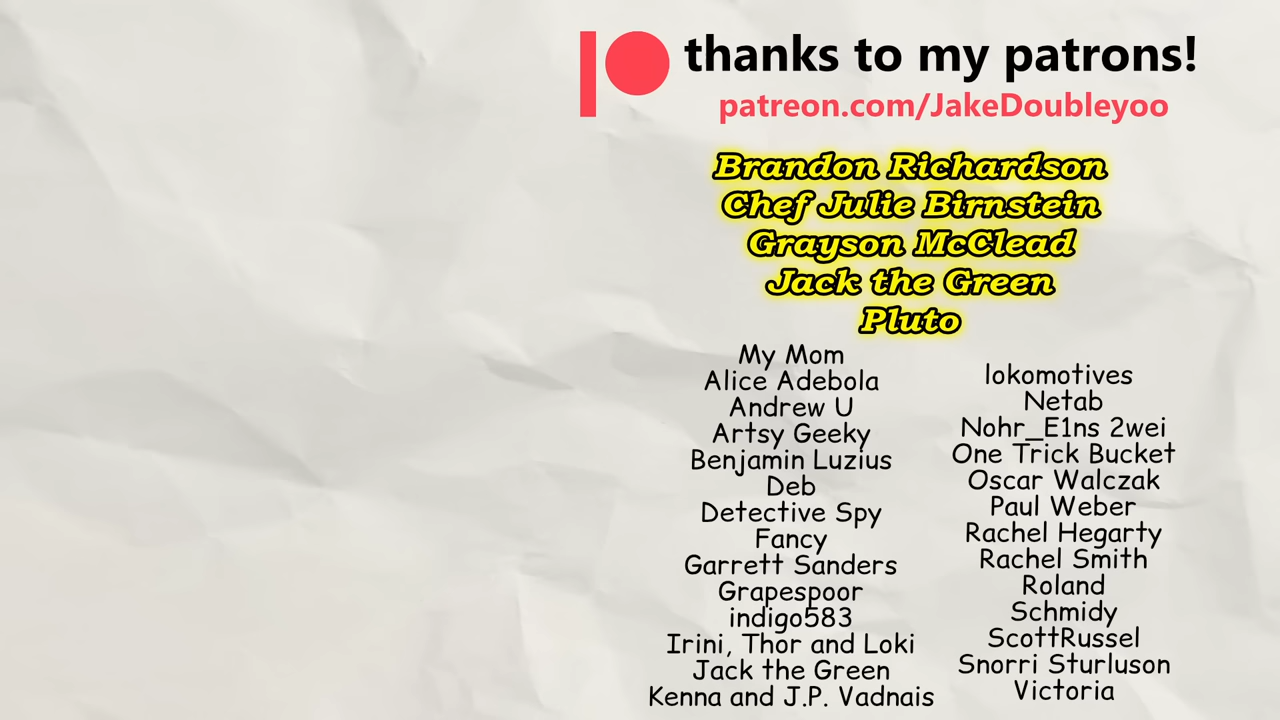 thanks to my patrons!
patreon.com/JakeDoubleyoo
Brandon Richardson
Chef Julie Birnstein
Grayson McClead
Jack the Green
Pluto
My Mom
Alice Adebola
Andrew U
Artsy Geeky
Benjamin Luzius
Deb
Detective Spy
Fancy
Garrett Sanders
Grapespoor
indigo583
Irini, Thor and Loki
Jack the Green
Kenna and J.P. Vadnais
lokomotives
Netab
Nohr_E1ns 2wei
One Trick Bucket
Oscar Walczak
Paul Weber
Rachel Hegarty
Rachel Smith
Roland
Schmidy
ScottRussel
Snorri Sturluson
Victoria